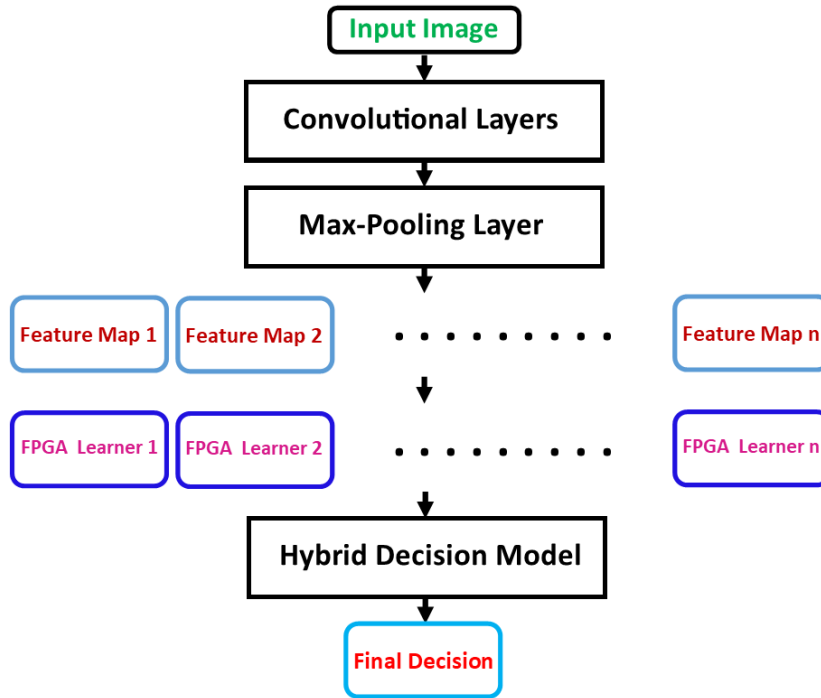 Input Image
Convolutional Layers
Max-Pooling Layer
Feature Map 1 Feature Map 2 . . . . . . . . . Feature Map n
FPGA Learner 1 FPGA Learner 2 . . . . . . . . . FPGA Learner n
Hybrid Decision Model
Final Decision